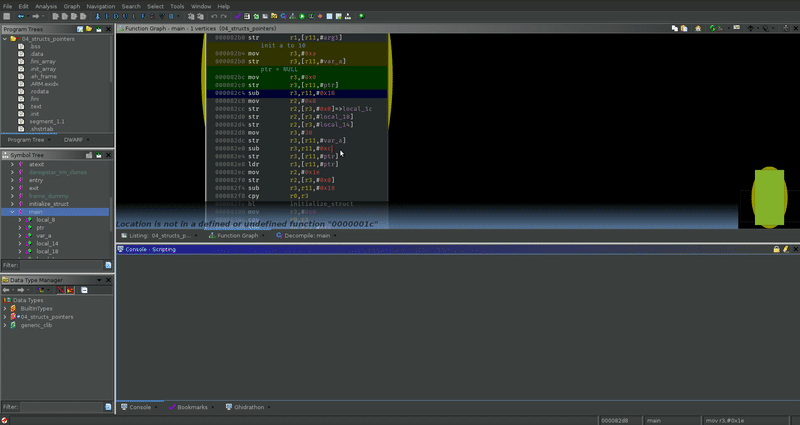 File Edit Analysis Graph Navigation Search Select Tools Window Help
Program Trees
04_structs_pointers
.bss
.data
.fini_array
.init_array
.eh_frame
.ARM.exidx
.rodata
.fini
.text
.init
segment_1.1
.shstrtab
Program Tree DWARF
Symbol Tree
atext
deregister_tm_clones
entry
exit
frame_dummy
initialize_struct
main
local_8
ptr
var_a
local_14
local_18
Filter:
Data Type Manager
Data Types
BuiltInTypes
04_structs_pointers
generic_clib
Filter:
Function Graph - main - 1 vertices (04_structs_pointers)
str r1,[r11,#arg1]
init a to 10
000082b4 mov r3,#0xa
000082b8 str r3,[r11,#var_a]
ptr = NULL
000082bc mov r3,#0x0
000082c0 str r3,[r11,#ptr]
000082c4 sub r3,r11,#0x18
000082c8 mov r2,#0x0
000082cc str r2,[r3,#0x0]=>local_1c
000082d0 str r2,[r3,#local_18]
000082d4 str r2,[r3,#local_14]
000082d8 mov r3,#30
000082dc str r3,[r11,#var_a]
000082e0 sub r3,r11,#0xc
000082e4 str r3,[r11,#ptr]
000082e8 ldr r3,[r11,#ptr]
000082ec mov r2,#0x1e
000082f0 str r2,[r3,#0x0]
000082f4 sub r3,r11,#0x18
000082f8 cpy r0,r3
bl initialize_struct
Location is not in a defined or undefined function "0000001c"
Listing: 04_structs_p... Function Graph Decompile: main
Console - Scripting
Console Bookmarks Ghidrathon
000082d8 main mov r3,#0x1e